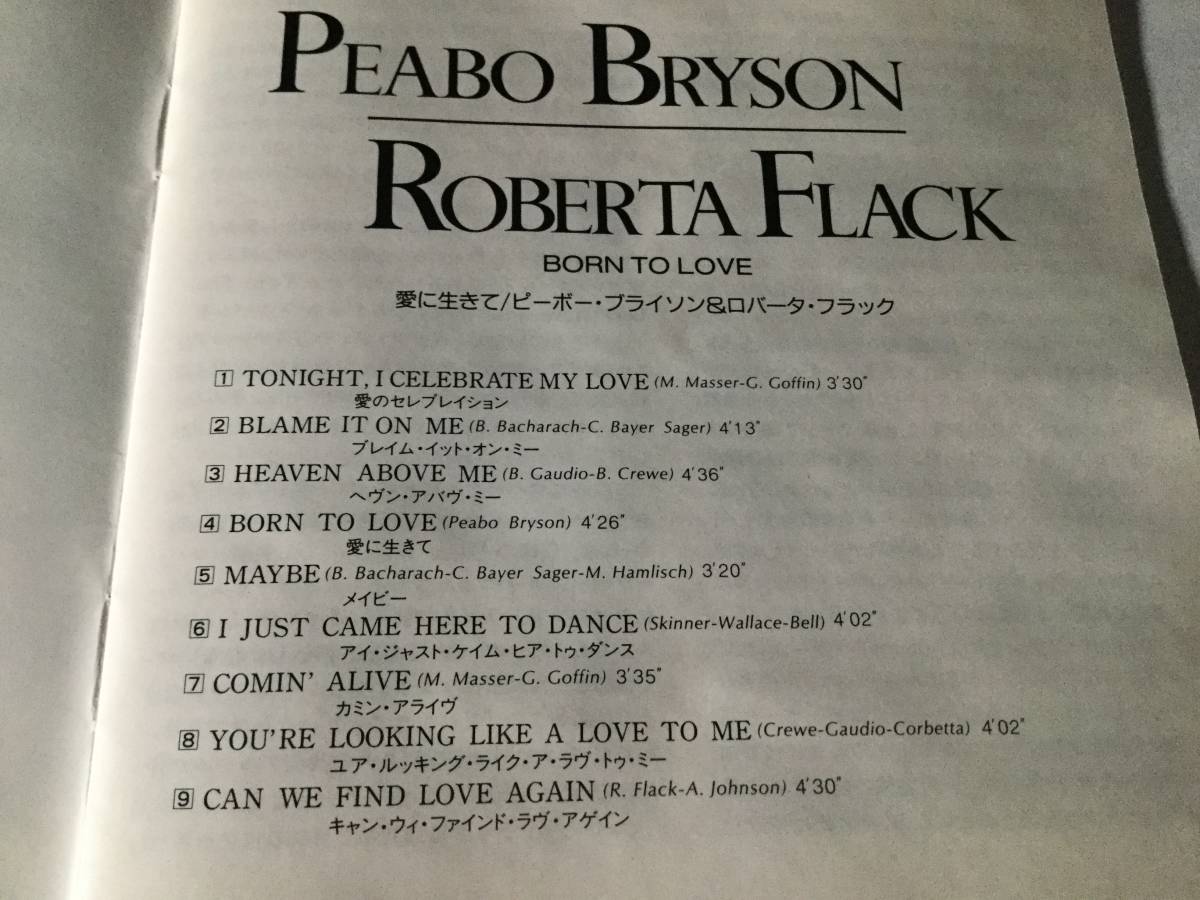 PEABO BRYSON
ROBERTA FLACK
BORN TO LOVE
愛に生きて/ピーボー・ブライソン&ロバータ・フラック
1 TONIGHT, I CELEBRATE MY LOVE (M. Masser-G. Goffin) 3'30"
愛のセレブレイション
2 BLAME IT ON ME (B. Bacharach-C. Bayer Sager) 4'13"
ブレイム・イット・オン・ミー
3 HEAVEN ABOVE ME (B. Gaudio-B. Crewe) 4'36"
ヘヴン・アバヴ・ミー
4 BORN TO LOVE (Peabo Bryson) 4'26"
愛に生きて
5 MAYBE (B. Bacharach-C. Bayer Sager-M. Hamlisch) 3'20"
メイビー
6 I JUST CAME HERE TO DANCE (Skinner-Wallace-Bell) 4'02"
アイ・ジャスト・ケイム・ヒア・トゥ・ダンス
7 COMIN' ALIVE (M. Masser-G. Goffin) 3'35"
カミン・アライヴ
8 YOU'RE LOOKING LIKE A LOVE TO ME (Crewe-Gaudio-Corbetta) 4'02"
ユア・ルッキング・ライク・ア・ラヴ・トゥ・ミー
9 CAN WE FIND LOVE AGAIN (R. Flack-A. Johnson) 4'30"
キャン・ウィ・ファインド・ラヴ・アゲイン